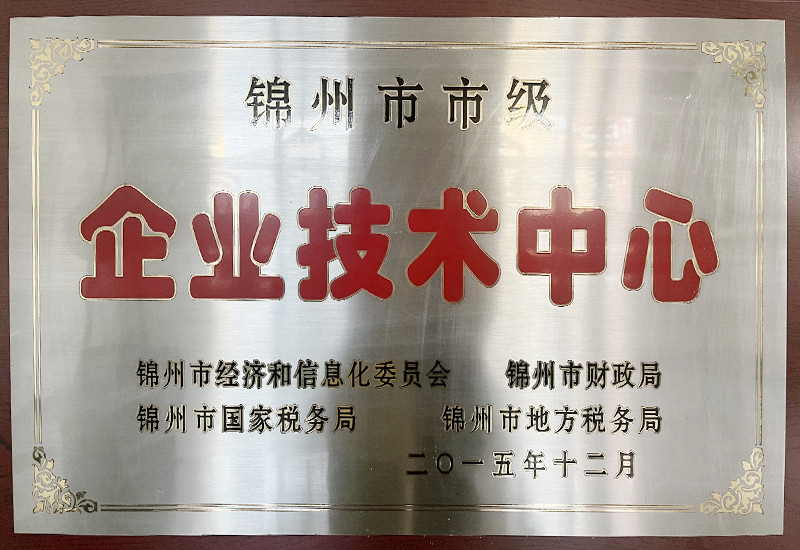 锦州市市级
企业技术中心
锦州市经济和信息化委员会 锦州市财政局
锦州市国家税务局 锦州市地方税务局
二〇一五年十二月